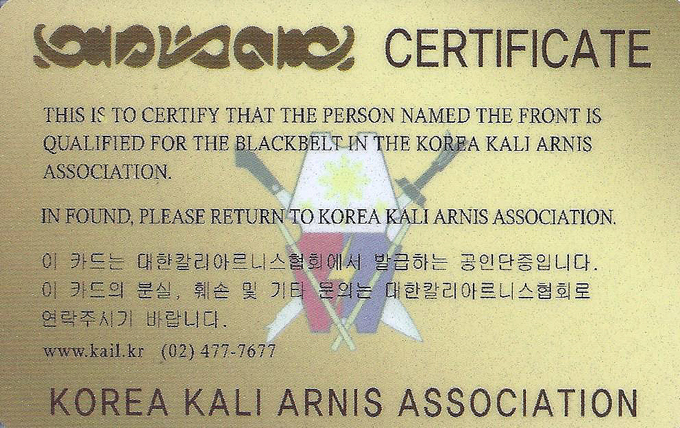 CERTIFICATE
THIS IS TO CERTIFY THAT THE PERSON NAMED THE FRONT IS
QUALIFIED FOR THE BLACKBELT IN THE KOREA KALI ARNIS
ASSOCIATION.
IN FOUND, PLEASE RETURN TO KOREA KALI ARNIS ASSOCIATION.
이 카드는 대한칼리아르니스협회에서 발급하는 공인단증입니다.
이 카드의 분실, 훼손 및 기타 문의는 대한칼리아르니스협회로
연락주시기 바랍니다.
www.kail.kr (02) 477-7677
KOREA KALI ARNIS ASSOCIATION